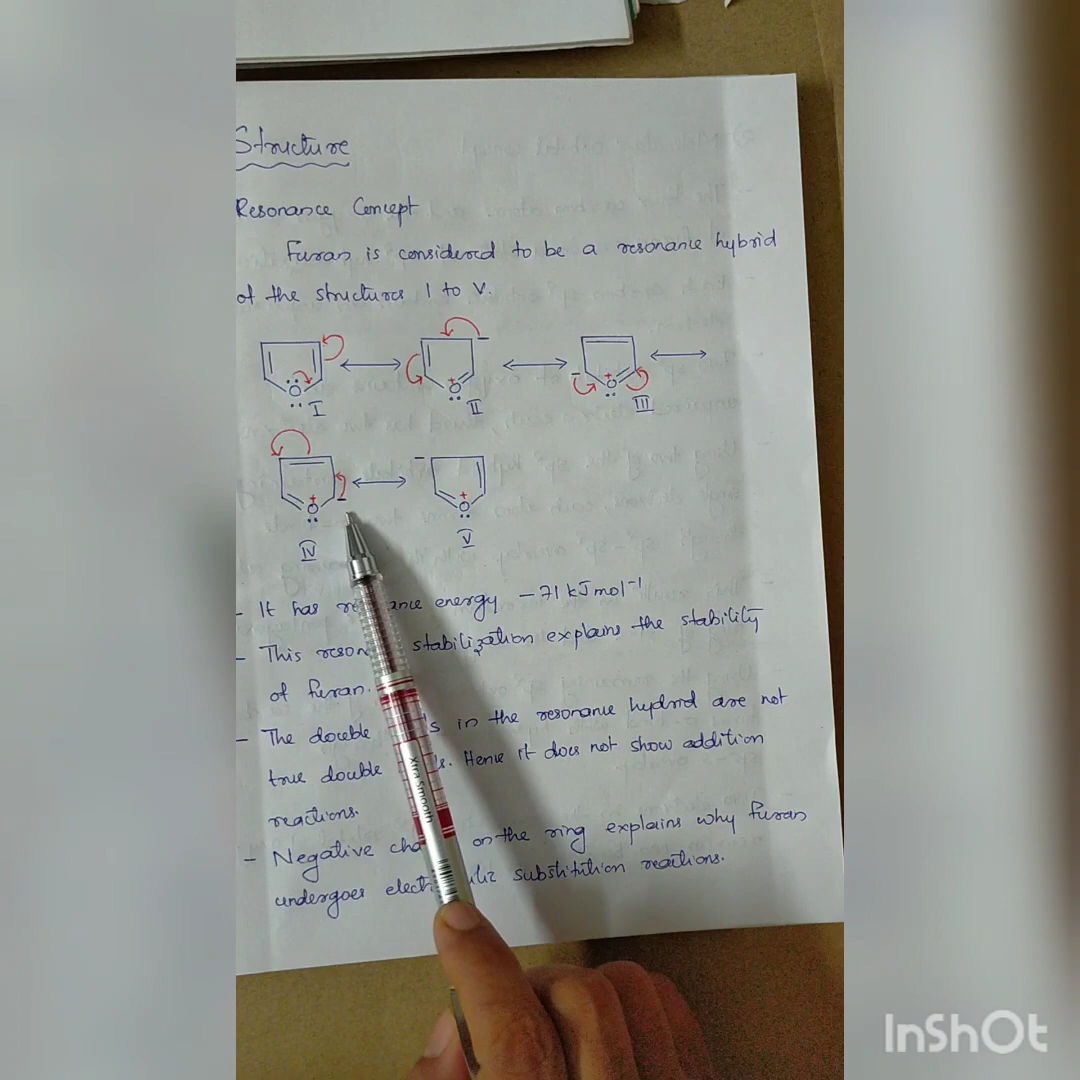 Structure
Resonance Concept
Furan is considered to be a resonance hybrid
of the structures I to V.
I
II
III
IV
V
- It has energy - 71 kJ mol⁻¹
- This stabilization explains the stability
of furan.
- The double in the resonance hybrid are not
true double Hence it does not show addition
reactions.
- Negative on the ring explains why furan
undergoes substitution reactions.
Xtra Smooth
InShOt